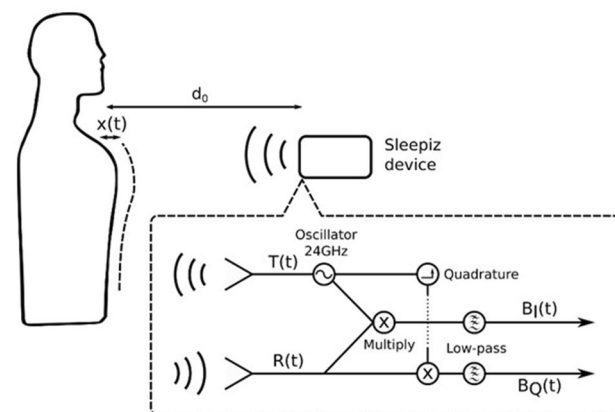 d0
x(t)
Sleepiz
device
Oscillator
24GHz
T(t)
Quadrature
X
BI(t)
Multiply
Low-pass
R(t)
X
BQ(t)